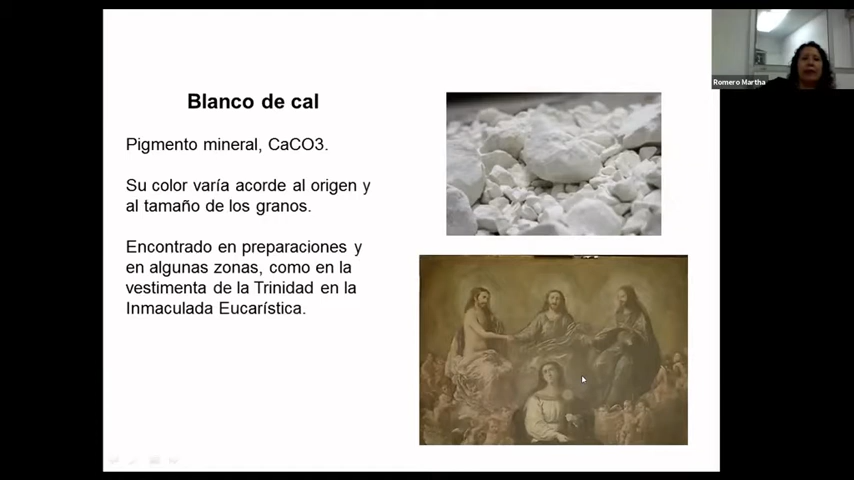 Blanco de cal
Pigmento mineral, CaCO3.
Su color varía acorde al origen y
al tamaño de los granos.
Encontrado en preparaciones y
en algunas zonas, como en la
vestimenta de la Trinidad en la
Inmaculada Eucarística.
Romero Martha